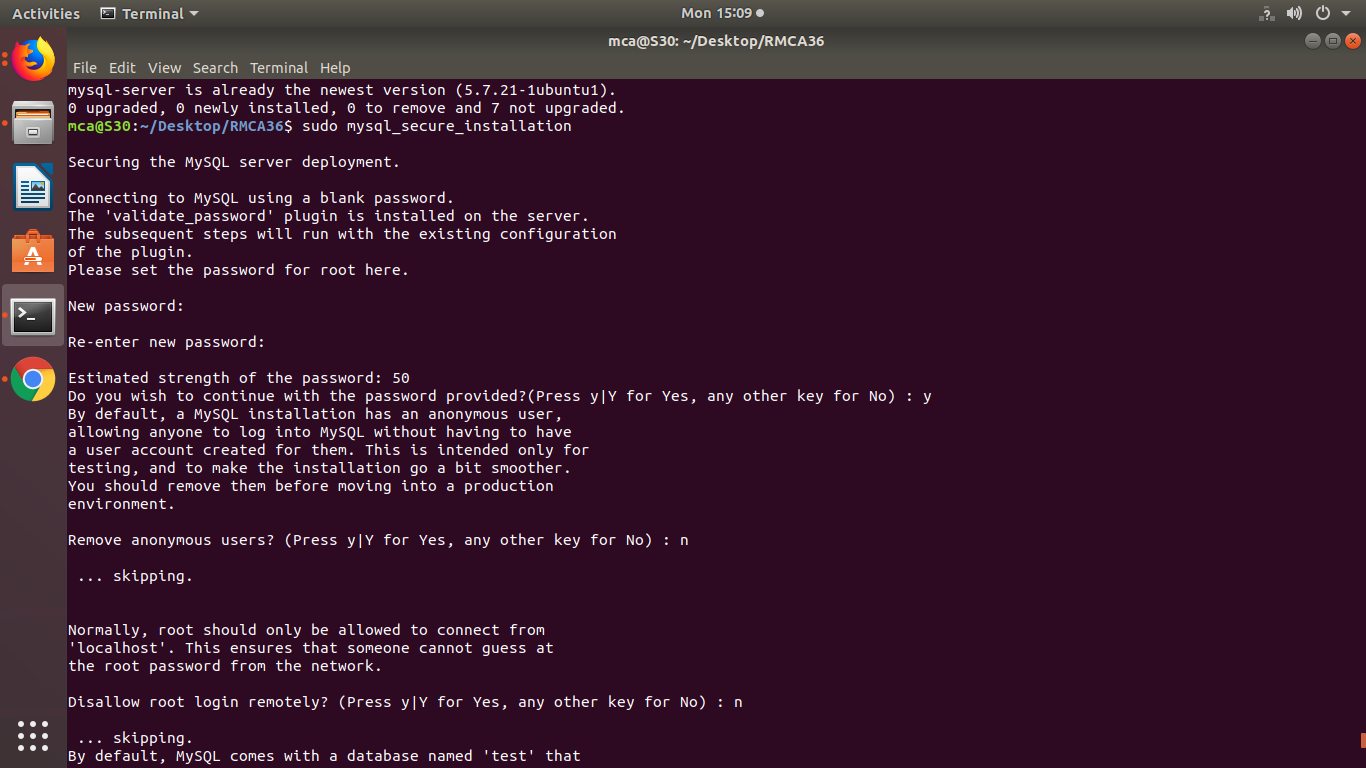 Activities Terminal Mon 15:09
mca@S30: ~/Desktop/RMCA36
File Edit View Search Terminal Help
mysql-server is already the newest version (5.7.21-1ubuntu1).
0 upgraded, 0 newly installed, 0 to remove and 7 not upgraded.
mca@S30:~/Desktop/RMCA36$ sudo mysql_secure_installation
Securing the MySQL server deployment.
Connecting to MySQL using a blank password.
The 'validate_password' plugin is installed on the server.
The subsequent steps will run with the existing configuration
of the plugin.
Please set the password for root here.
New password:
Re-enter new password:
Estimated strength of the password: 50
Do you wish to continue with the password provided?(Press y|Y for Yes, any other key for No) : y
By default, a MySQL installation has an anonymous user,
allowing anyone to log into MySQL without having to have
a user account created for them. This is intended only for
testing, and to make the installation go a bit smoother.
You should remove them before moving into a production
environment.
Remove anonymous users? (Press y|Y for Yes, any other key for No) : n
... skipping.
Normally, root should only be allowed to connect from
'localhost'. This ensures that someone cannot guess at
the root password from the network.
Disallow root login remotely? (Press y|Y for Yes, any other key for No) : n
... skipping.
By default, MySQL comes with a database named 'test' that